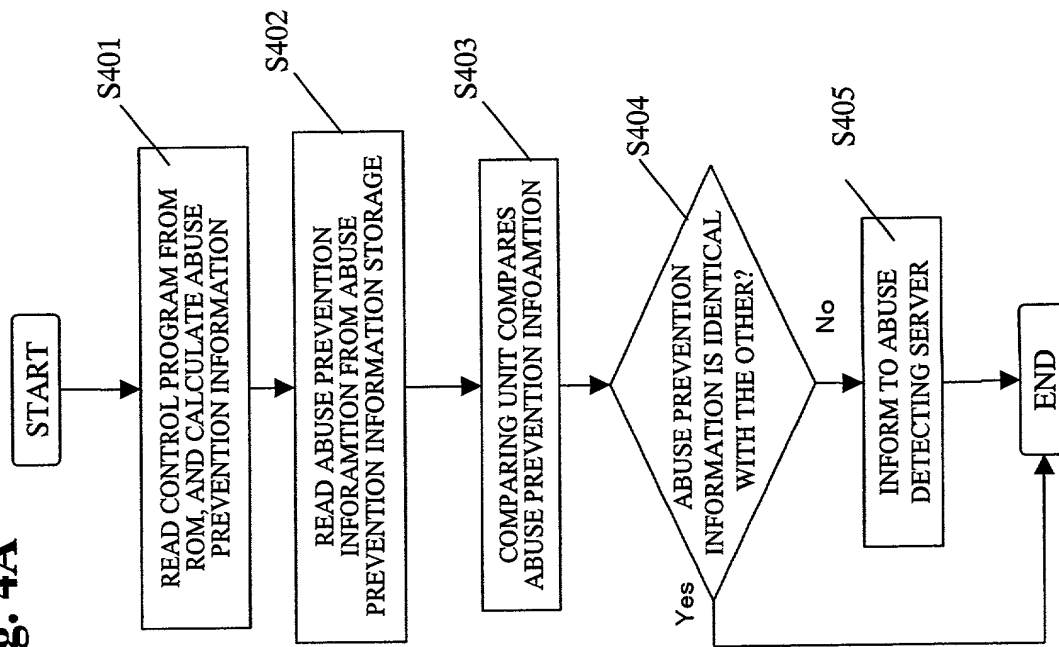 g. 4A
START
S401
READ CONTROL PROGRAM FROM
ROM, AND CALCULATE ABUSE
PREVENTION INFORMATION
S402
READ ABUSE PREVENTION
INFORAMTION FROM ABUSE
PREVENTION INFORMATION STORAGE
S403
COMPARING UNIT COMPARES
ABUSE PREVENTION INFOAMTION
S404
ABUSE PREVENTION
INFORMATION IS IDENTICAL
WITH THE OTHER?
Yes
No
S405
INFORM TO ABUSE
DETECTING SERVER
END